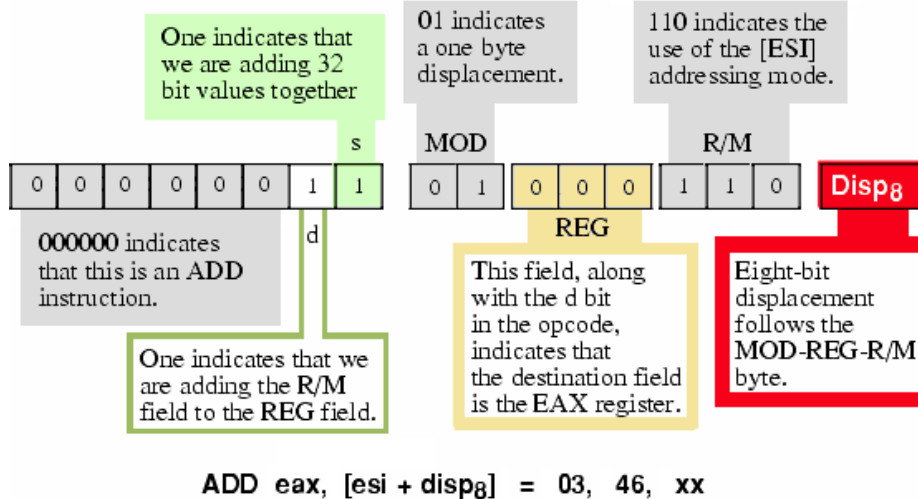 One indicates that
we are adding 32
bit values together
01 indicates
a one byte
displacement.
110 indicates the
use of the [ESI]
addressing mode.
s
MOD
R/M
0 0 0 0 0 0 1 1
0 1
0 0 0
1 1 0
Disp8
000000 indicates
that this is an ADD
instruction.
d
REG
One indicates that we
are adding the R/M
field to the REG field.
This field, along
with the d bit
in the opcode,
indicates that
the destination field
is the EAX register.
Eight-bit
displacement
follows the
MOD-REG-R/M
byte.
ADD eax, [esi + disp8] = 03, 46, xx